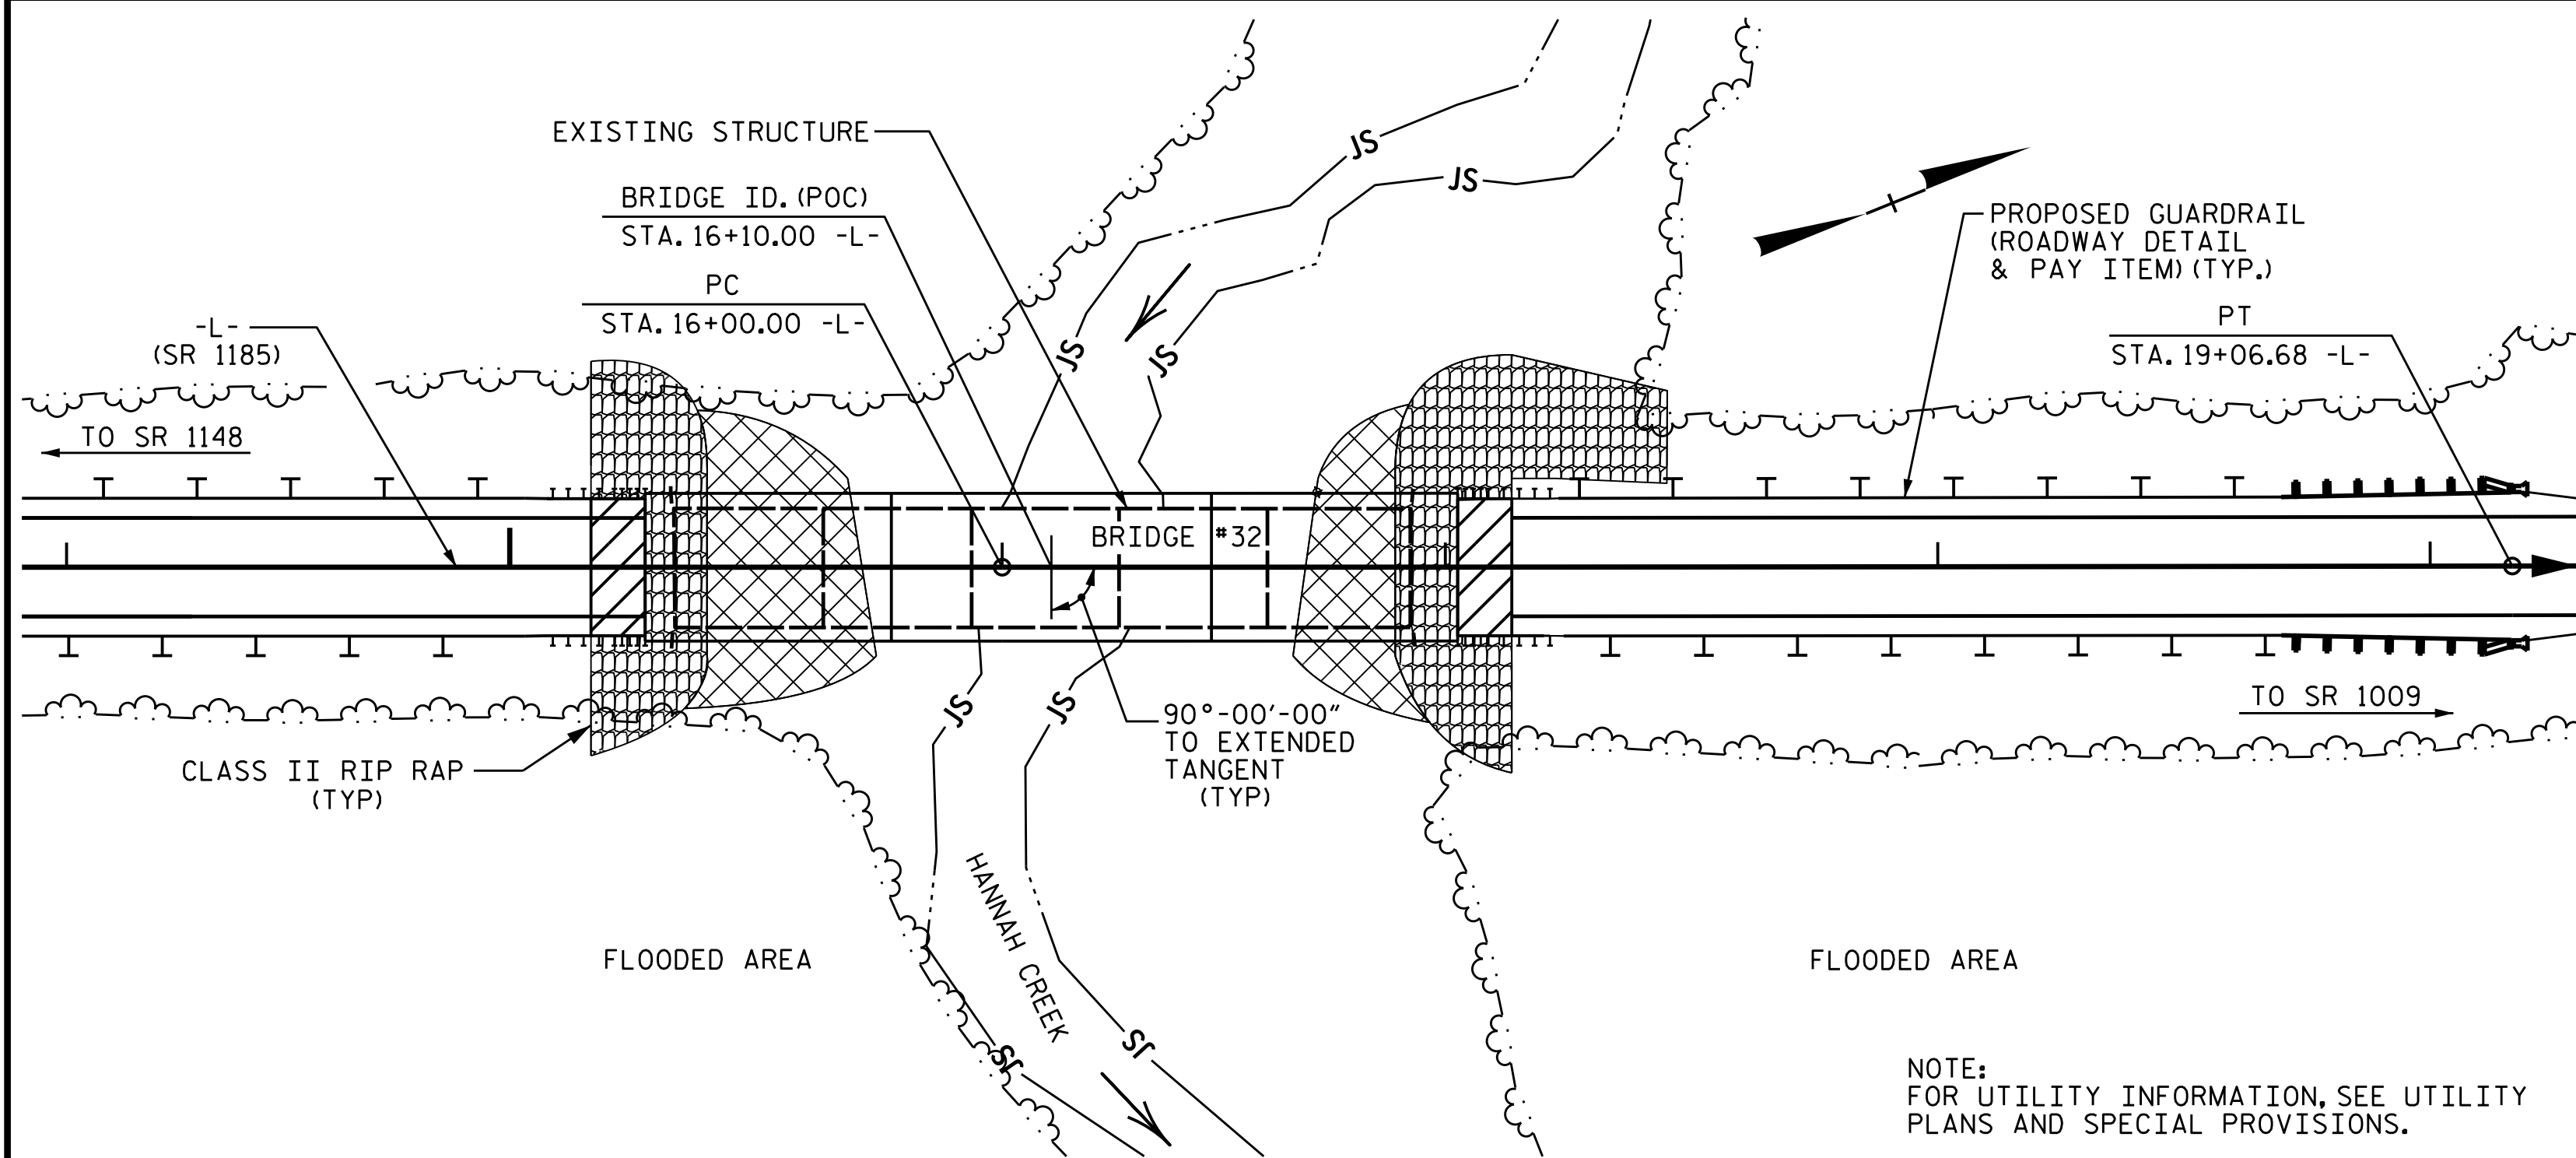 EXISTING STRUCTURE
BRIDGE ID. (POC)
STA. 16+10.00 -L-
PC
STA. 16+00.00 -L-
-L-
(SR 1185)
TO SR 1148
JS
JS
JS
JS
PROPOSED GUARDRAIL
(ROADWAY DETAIL
& PAY ITEM) (TYP.)
PT
STA. 19+06.68 -L-
BRIDGE #32
TO SR 1009
JS
JS
90°-00'-00"
TO EXTENDED
TANGENT
(TYP)
CLASS II RIP RAP
(TYP)
HANNAH CREEK
FLOODED AREA
FLOODED AREA
JS
JS
NOTE:
FOR UTILITY INFORMATION, SEE UTILITY
PLANS AND SPECIAL PROVISIONS.